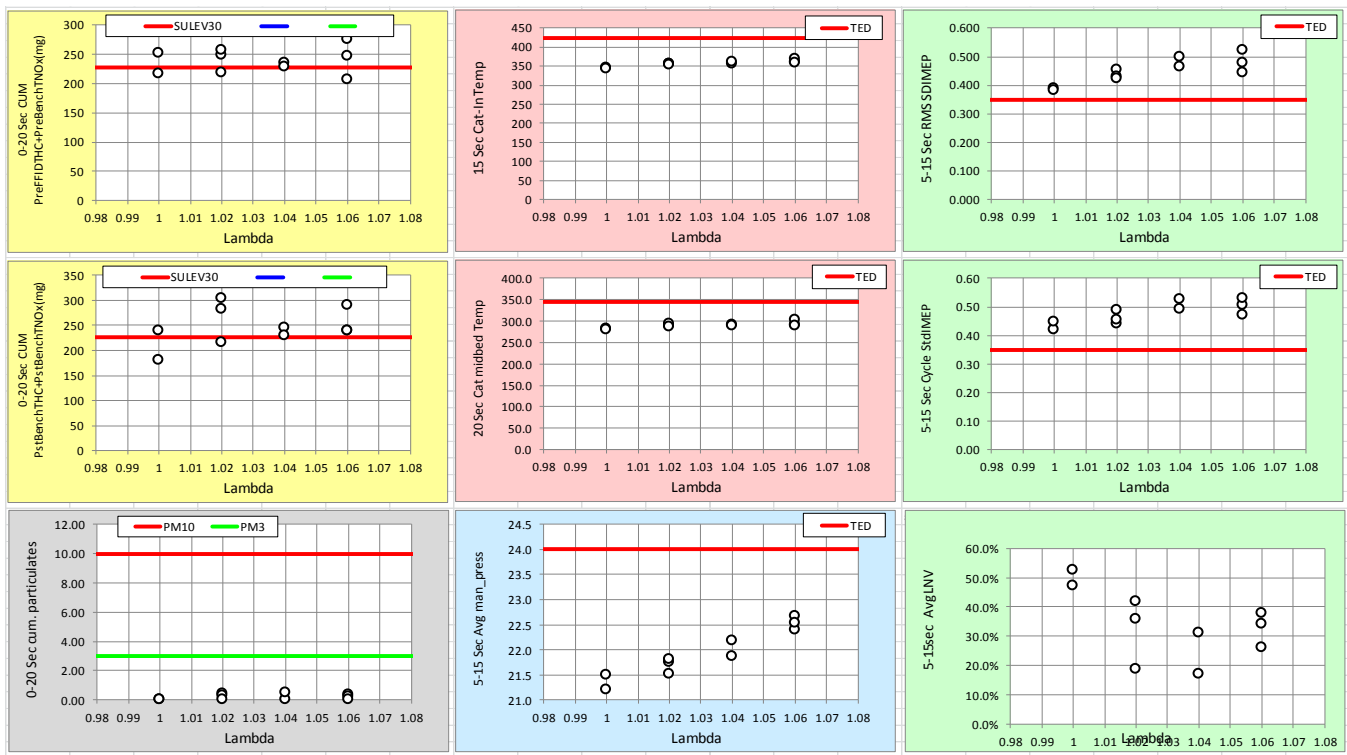 SULEV30
300
250
200
150
100
50
0
0.98 0.99 1 1.01 1.02 1.03 1.04 1.05 1.06 1.07 1.08
Lambda
0-20 Sec CUM
PreFFIDTHC+PreBenchTNOx(mg)
TED
450
400
350
300
250
200
150
100
50
0
0.98 0.99 1 1.01 1.02 1.03 1.04 1.05 1.06 1.07 1.08
Lambda
15 Sec Cat-In Temp
TED
0.600
0.500
0.400
0.300
0.200
0.100
0.000
0.98 0.99 1 1.01 1.02 1.03 1.04 1.05 1.06 1.07 1.08
Lambda
5-15 Sec RMS SDIMEP
SULEV30
350
300
250
200
150
100
50
0
0.98 0.99 1 1.01 1.02 1.03 1.04 1.05 1.06 1.07 1.08
Lambda
0-20 Sec CUM
PstBenchTHC+PstBenchTNOx(mg)
TED
400.0
350.0
300.0
250.0
200.0
150.0
100.0
50.0
0.0
0.98 0.99 1 1.01 1.02 1.03 1.04 1.05 1.06 1.07 1.08
Lambda
20 Sec Cat midbed Temp
TED
0.60
0.50
0.40
0.30
0.20
0.10
0.00
0.98 0.99 1 1.01 1.02 1.03 1.04 1.05 1.06 1.07 1.08
Lambda
5-15 Sec Cycle StdIMEP
PM10 PM3
12.00
10.00
8.00
6.00
4.00
2.00
0.00
0.98 0.99 1 1.01 1.02 1.03 1.04 1.05 1.06 1.07 1.08
Lambda
0-20 Sec cum. particulates
TED
24.5
24.0
23.5
23.0
22.5
22.0
21.5
21.0
0.98 0.99 1 1.01 1.02 1.03 1.04 1.05 1.06 1.07 1.08
Lambda
5-15 Sec Avg man_press
60.0%
50.0%
40.0%
30.0%
20.0%
10.0%
0.0%
0.98 0.99 1 1.01 1.02 1.03 1.04 1.05 1.06 1.07 1.08
Lambda
5-15sec AvgLNV